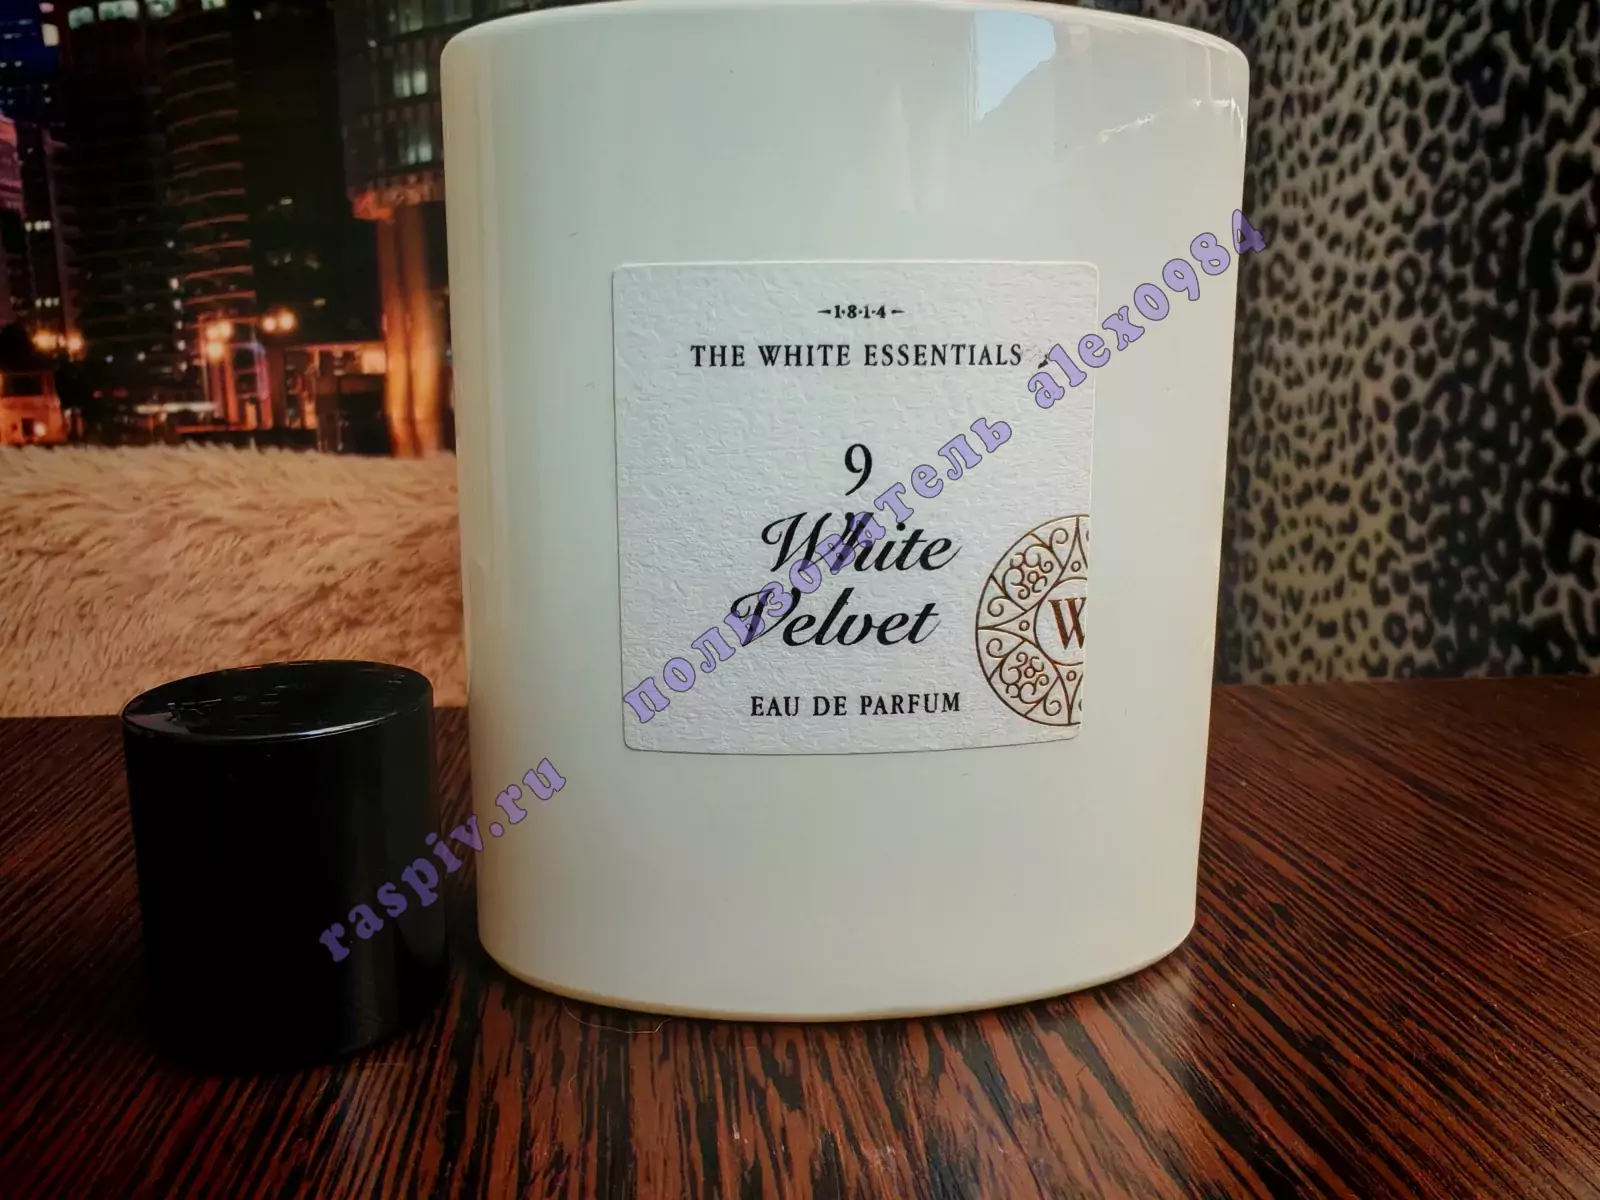 1·8·1·4
THE WHITE ESSENTIALS
9
White
Velvet
EAU DE PARFUM
W
raspiv.ru пользователь alex0984